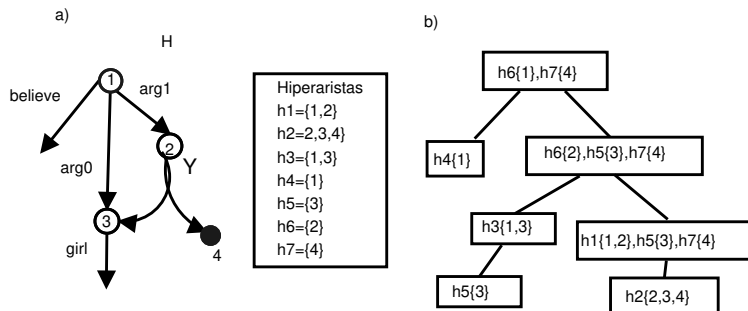 a)
H
1
believe
arg1
2
Y
arg0
3
4
girl
Hiperaristas
h1={1,2}
h2=2,3,4}
h3={1,3}
h4={1}
h5={3}
h6={2}
h7={4}
b)
h6{1},h7{4}
h4{1}
h6{2},h5{3},h7{4}
h3{1,3}
h1{1,2},h5{3},h7{4}
h5{3}
h2{2,3,4}